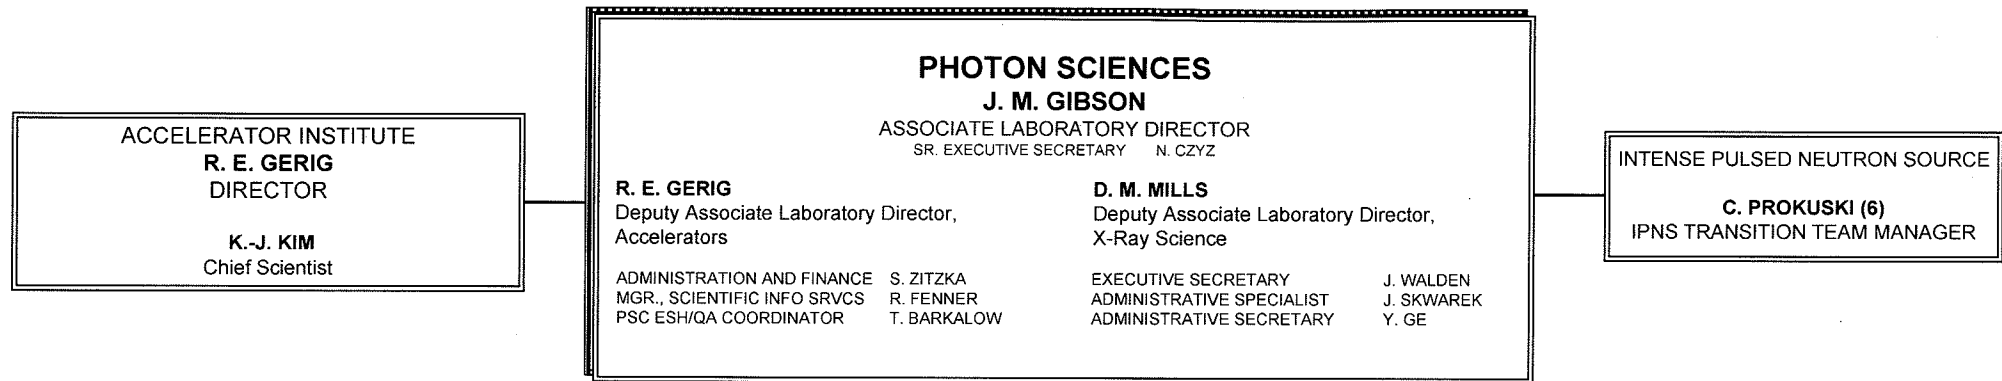 ACCELERATOR INSTITUTE
R. E. GERIG
DIRECTOR
K.-J. KIM
Chief Scientist
PHOTON SCIENCES
J. M. GIBSON
ASSOCIATE LABORATORY DIRECTOR
SR. EXECUTIVE SECRETARY N. CZYZ
R. E. GERIG
Deputy Associate Laboratory Director,
Accelerators
D. M. MILLS
Deputy Associate Laboratory Director,
X-Ray Science
ADMINISTRATION AND FINANCE S. ZITZKA
MGR., SCIENTIFIC INFO SRVCS R. FENNER
PSC ESH/QA COORDINATOR T. BARKALOW
EXECUTIVE SECRETARY J. WALDEN
ADMINISTRATIVE SPECIALIST J. SKWAREK
ADMINISTRATIVE SECRETARY Y. GE
INTENSE PULSED NEUTRON SOURCE
C. PROKUSKI (6)
IPNS TRANSITION TEAM MANAGER